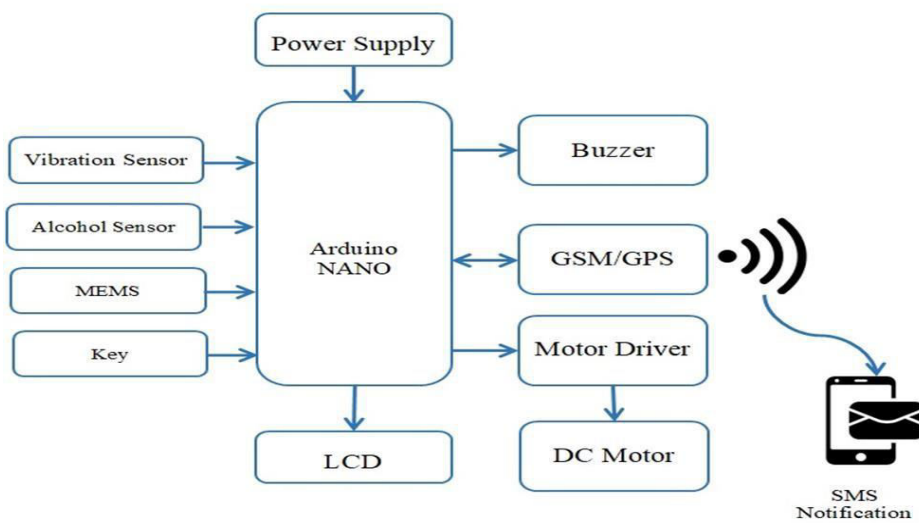 Power Supply
Vibration Sensor
Alcohol Sensor
MEMS
Key
Arduino
NANO
Buzzer
GSM/GPS
Motor Driver
DC Motor
LCD
SMS
Notification